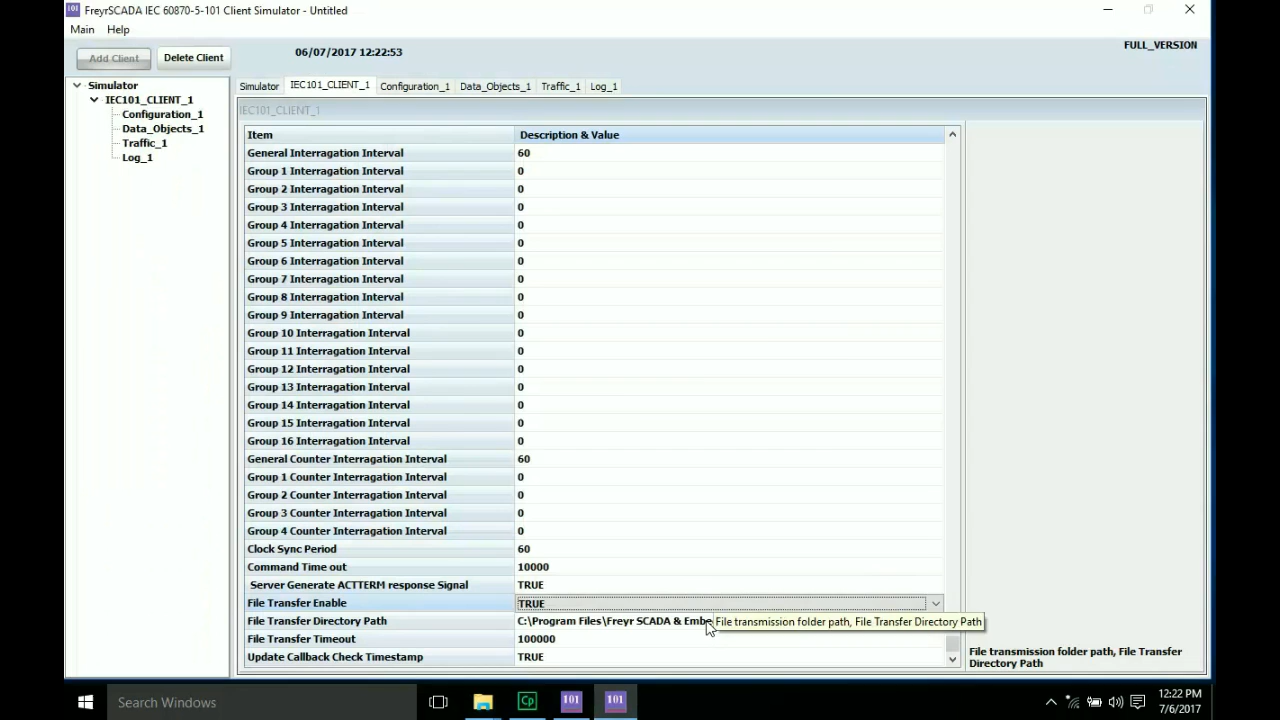 101 FreyrSCADA IEC 60870-5-101 Client Simulator - Untitled
Main Help
Add Client Delete Client 06/07/2017 12:22:53 FULL_VERSION
Simulator
IEC101_CLIENT_1
Configuration_1
Data_Objects_1
Traffic_1
Log_1
Simulator IEC101_CLIENT_1 Configuration_1 Data_Objects_1 Traffic_1 Log_1
IEC101_CLIENT_1
Item Description & Value
General Interragation Interval 60
Group 1 Interragation Interval 0
Group 2 Interragation Interval 0
Group 3 Interragation Interval 0
Group 4 Interragation Interval 0
Group 5 Interragation Interval 0
Group 6 Interragation Interval 0
Group 7 Interragation Interval 0
Group 8 Interragation Interval 0
Group 9 Interragation Interval 0
Group 10 Interragation Interval 0
Group 11 Interragation Interval 0
Group 12 Interragation Interval 0
Group 13 Interragation Interval 0
Group 14 Interragation Interval 0
Group 15 Interragation Interval 0
Group 16 Interragation Interval 0
General Counter Interragation Interval 60
Group 1 Counter Interragation Interval 0
Group 2 Counter Interragation Interval 0
Group 3 Counter Interragation Interval 0
Group 4 Counter Interragation Interval 0
Clock Sync Period 60
Command Time out 10000
Server Generate ACTTERM response Signal TRUE
File Transfer Enable TRUE
File Transfer Directory Path C:\Program Files\Freyr SCADA & Embe File transmission folder path, File Transfer Directory Path
File Transfer Timeout 100000
Update Callback Check Timestamp TRUE
File transmission folder path, File Transfer
Directory Path
Search Windows Cp 101 101 12:22 PM
7/6/2017